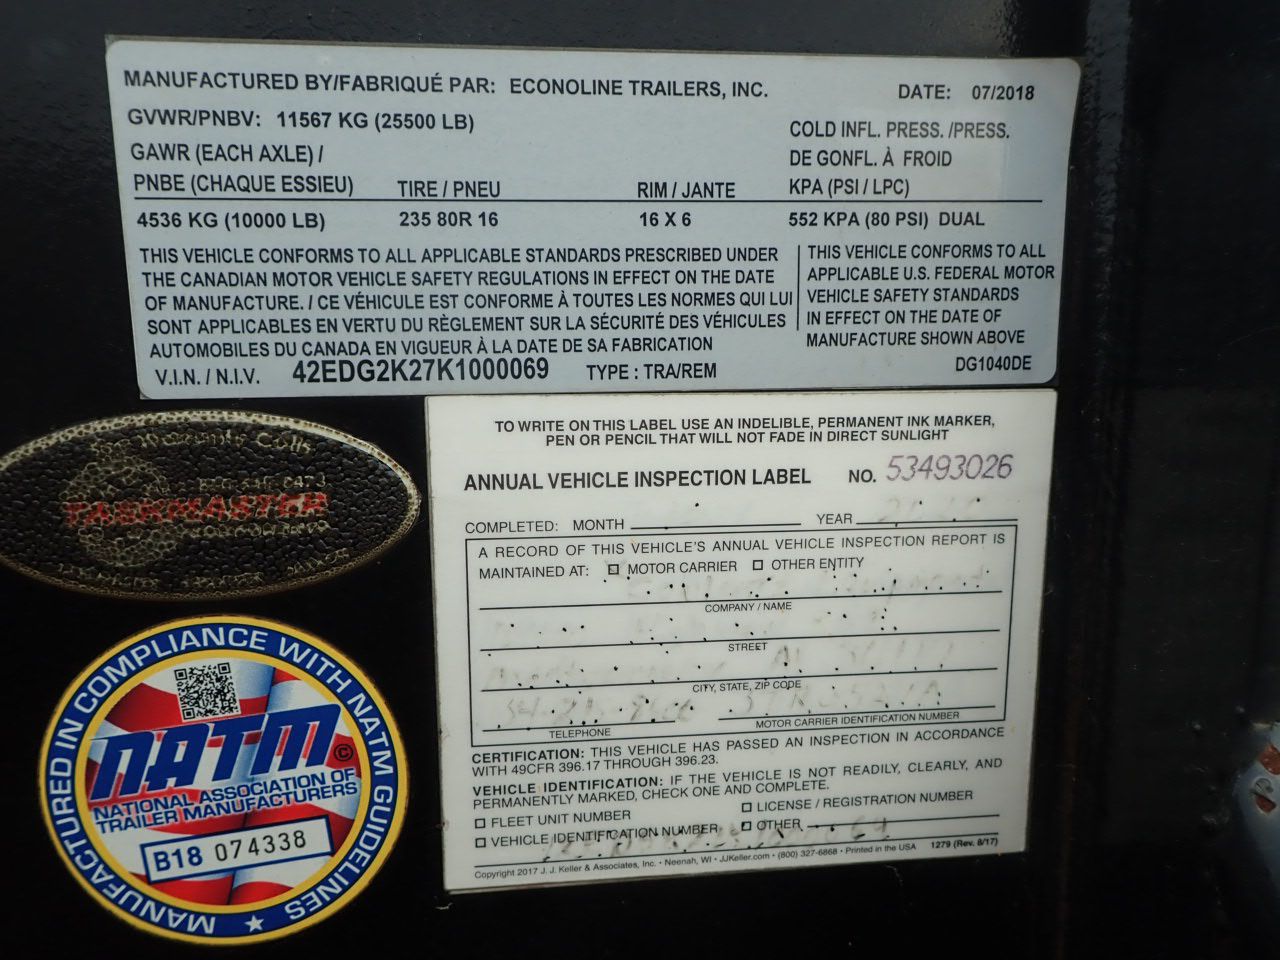 MANUFACTURED BY/FABRIQUÉ PAR: ECONOLINE TRAILERS, INC.
DATE: 07/2018
GVWR/PNBV: 11567 KG (25500 LB)
COLD INFL. PRESS. /PRESS.
GAWR (EACH AXLE) /
DE GONFL. À FROID
PNBE (CHAQUE ESSIEU) TIRE / PNEU RIM / JANTE KPA (PSI / LPC)
4536 KG (10000 LB) 235 80R 16 16 X 6 552 KPA (80 PSI) DUAL
THIS VEHICLE CONFORMS TO ALL APPLICABLE STANDARDS PRESCRIBED UNDER
THE CANADIAN MOTOR VEHICLE SAFETY REGULATIONS IN EFFECT ON THE DATE
OF MANUFACTURE. / CE VÉHICULE EST CONFORME À TOUTES LES NORMES QUI LUI
SONT APPLICABLES EN VERTU DU RÈGLEMENT SUR LA SÉCURITÉ DES VÉHICULES
AUTOMOBILES DU CANADA EN VIGUEUR À LA DATE DE SA FABRICATION
THIS VEHICLE CONFORMS TO ALL
APPLICABLE U.S. FEDERAL MOTOR
VEHICLE SAFETY STANDARDS
IN EFFECT ON THE DATE OF
MANUFACTURE SHOWN ABOVE
V.I.N. / N.I.V. 42EDG2K27K1000069 TYPE : TRA/REM DG1040DE
TO WRITE ON THIS LABEL USE AN INDELIBLE, PERMANENT INK MARKER,
PEN OR PENCIL THAT WILL NOT FADE IN DIRECT SUNLIGHT
ANNUAL VEHICLE INSPECTION LABEL NO. 53493026
COMPLETED: MONTH YEAR
A RECORD OF THIS VEHICLE'S ANNUAL VEHICLE INSPECTION REPORT IS
MAINTAINED AT: MOTOR CARRIER OTHER ENTITY
COMPANY / NAME
STREET
CITY, STATE, ZIP CODE
TELEPHONE MOTOR CARRIER IDENTIFICATION NUMBER
CERTIFICATION: THIS VEHICLE HAS PASSED AN INSPECTION IN ACCORDANCE
WITH 49CFR 396.17 THROUGH 396.23.
VEHICLE IDENTIFICATION: IF THE VEHICLE IS NOT READILY, CLEARLY, AND
PERMANENTLY MARKED, CHECK ONE AND COMPLETE.
FLEET UNIT NUMBER LICENSE / REGISTRATION NUMBER
VEHICLE IDENTIFICATION NUMBER OTHER
Copyright 2017 J. J. Keller & Associates, Inc. • Neenah, WI • JJKeller.com • (800) 327-6868 • Printed in the USA 1279 (Rev. 8/17)
TASKMASTER
MANUFACTURED IN COMPLIANCE WITH NATM GUIDELINES
NATM ©
NATIONAL ASSOCIATION OF
TRAILER MANUFACTURERS
B18 074338